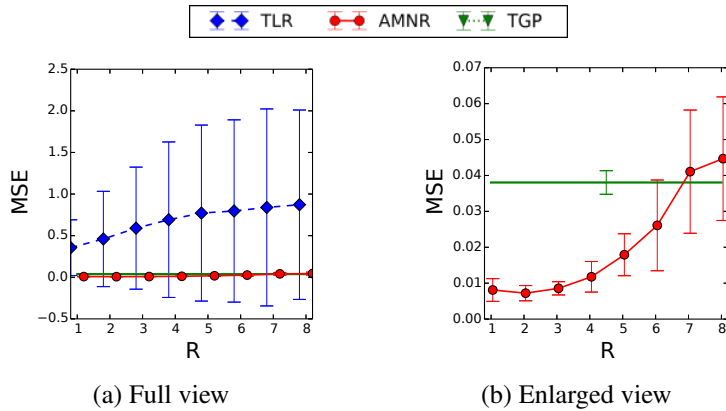 TLR AMNR TGP
2.5
2.0
1.5
1.0
0.5
0.0
−0.5
MSE
1 2 3 4 5 6 7 8
R
(a) Full view
0.07
0.06
0.05
0.04
0.03
0.02
0.01
0.00
MSE
1 2 3 4 5 6 7 8
R
(b) Enlarged view